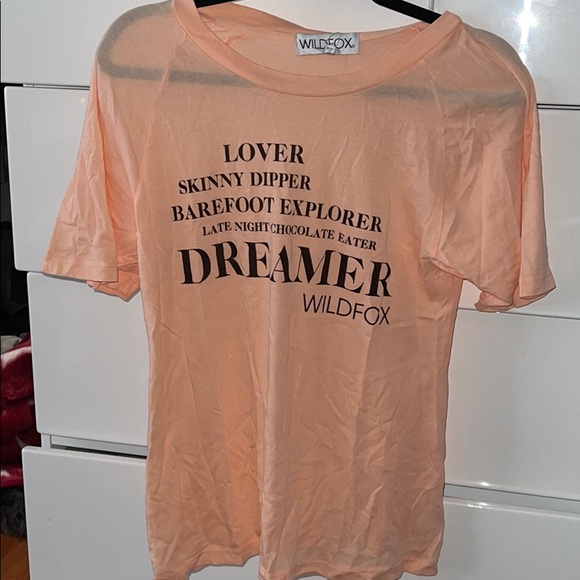 WILDFOX
LOVER
SKINNY DIPPER
BAREFOOT EXPLORER
LATE NIGHT CHOCOLATE EATER
DREAMER
WILDFOX